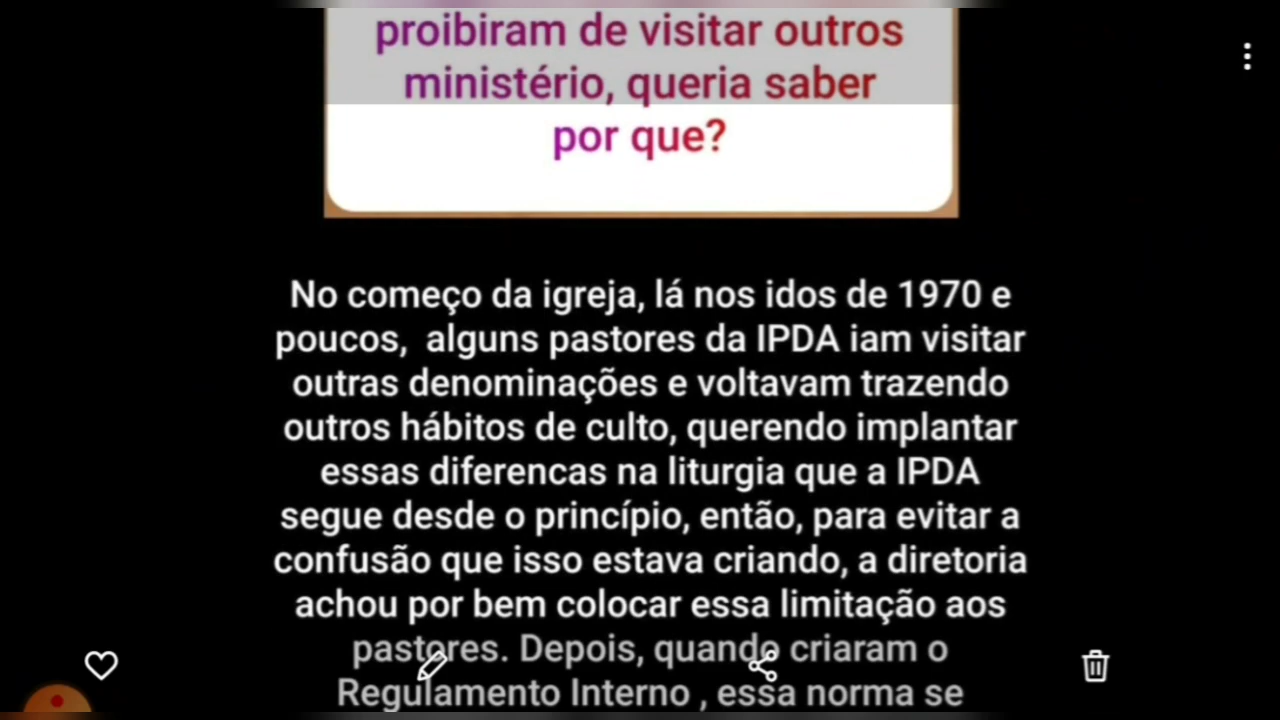 proibiram de visitar outros
ministério, queria saber
por que?
No começo da igreja, lá nos idos de 1970 e
poucos, alguns pastores da IPDA iam visitar
outras denominações e voltavam trazendo
outros hábitos de culto, querendo implantar
essas diferencas na liturgia que a IPDA
segue desde o princípio, então, para evitar a
confusão que isso estava criando, a diretoria
achou por bem colocar essa limitação aos
pastores. Depois, quando criaram o
Regulamento Interno , essa norma se